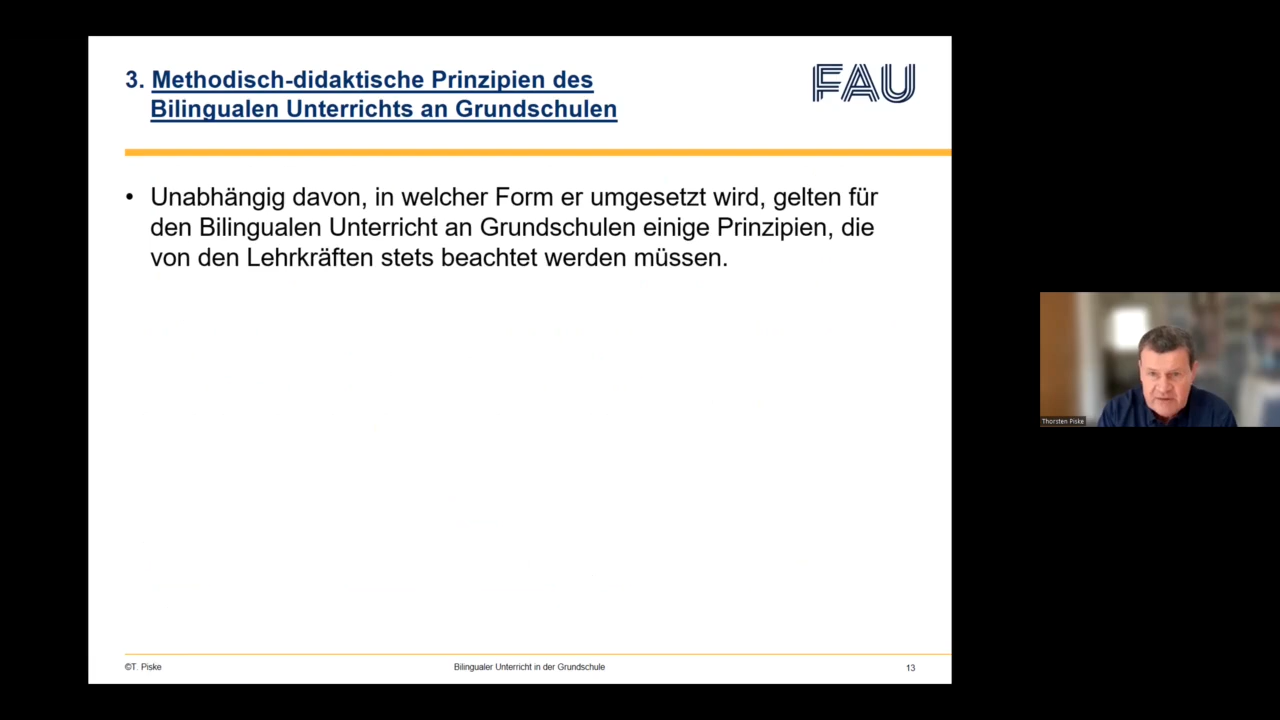 3. Methodisch-didaktische Prinzipien des
Bilingualen Unterrichts an Grundschulen
FAU
• Unabhängig davon, in welcher Form er umgesetzt wird, gelten für
den Bilingualen Unterricht an Grundschulen einige Prinzipien, die
von den Lehrkräften stets beachtet werden müssen.
Thorsten Piske
©T. Piske
Bilingualer Unterricht in der Grundschule
13